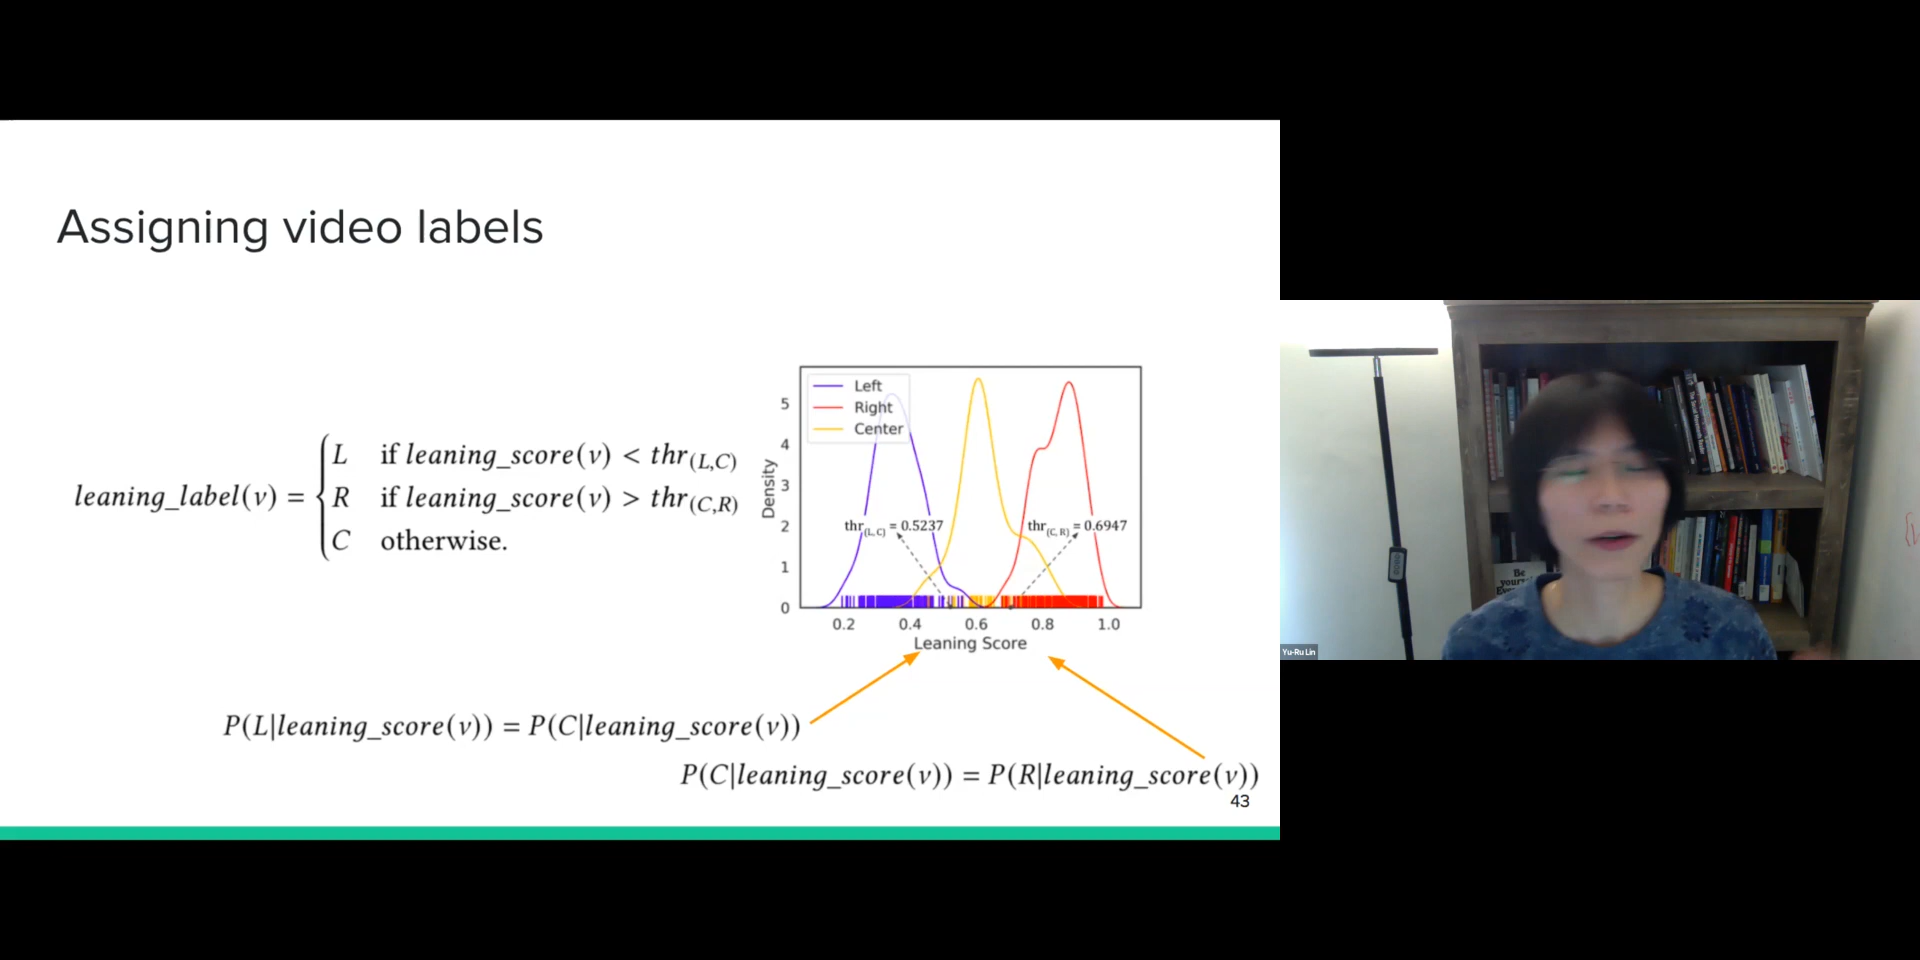 Assigning video labels
leaning_label(v) = { L if leaning_score(v) < thr(L,C)
R if leaning_score(v) > thr(C,R)
C otherwise.
Left
Right
Center
Density
5
4
3
2
1
0
thr(L, C) = 0.5237
thr(C, R) = 0.6947
0.2 0.4 0.6 0.8 1.0
Leaning Score
P(L|leaning_score(v)) = P(C|leaning_score(v))
P(C|leaning_score(v)) = P(R|leaning_score(v))
43
Be
Yu-Ru Lin